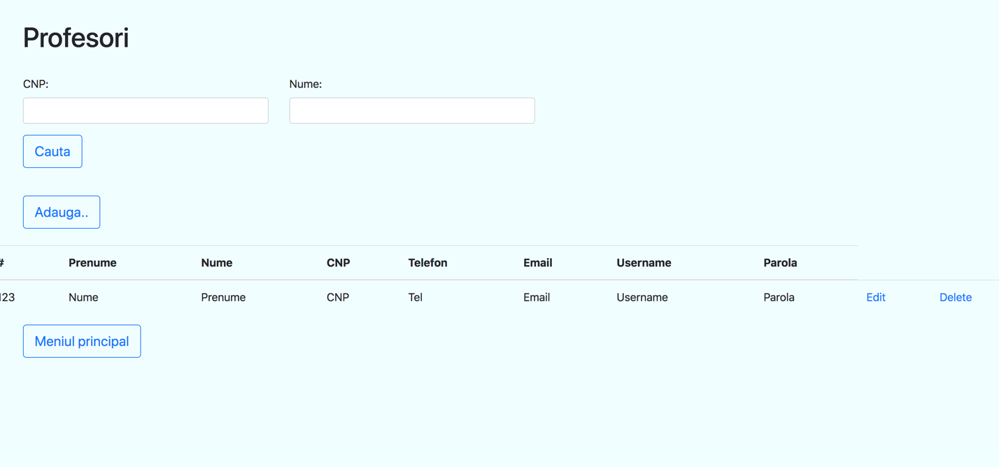 Profesori
CNP: Nume:
Cauta
Adauga..
# Prenume Nume CNP Telefon Email Username Parola
123 Nume Prenume CNP Tel Email Username Parola Edit Delete
Meniul principal